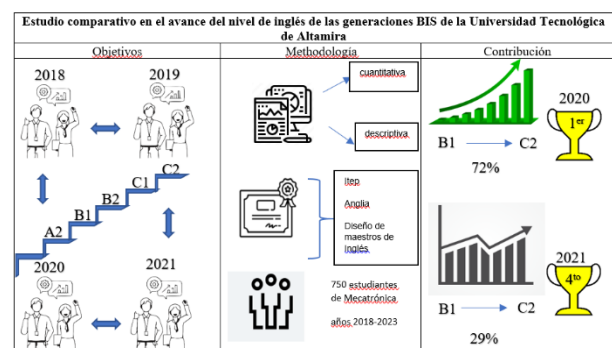 Estudio comparativo en el avance del nivel de inglés de las generaciones BIS de la Universidad Tecnológica
de Altamira
Objetivos
Methodología
Contribución
2018
2019
A2
B1
B2
C1
C2
2020
2021
cuantitativa
descriptiva
Itep
Anglia
Diseño de
maestros de
inglés
750 estudiantes
de Mecatrónica
años 2018-2023
2020
1er
B1
C2
72%
2021
4to
B1
C2
29%